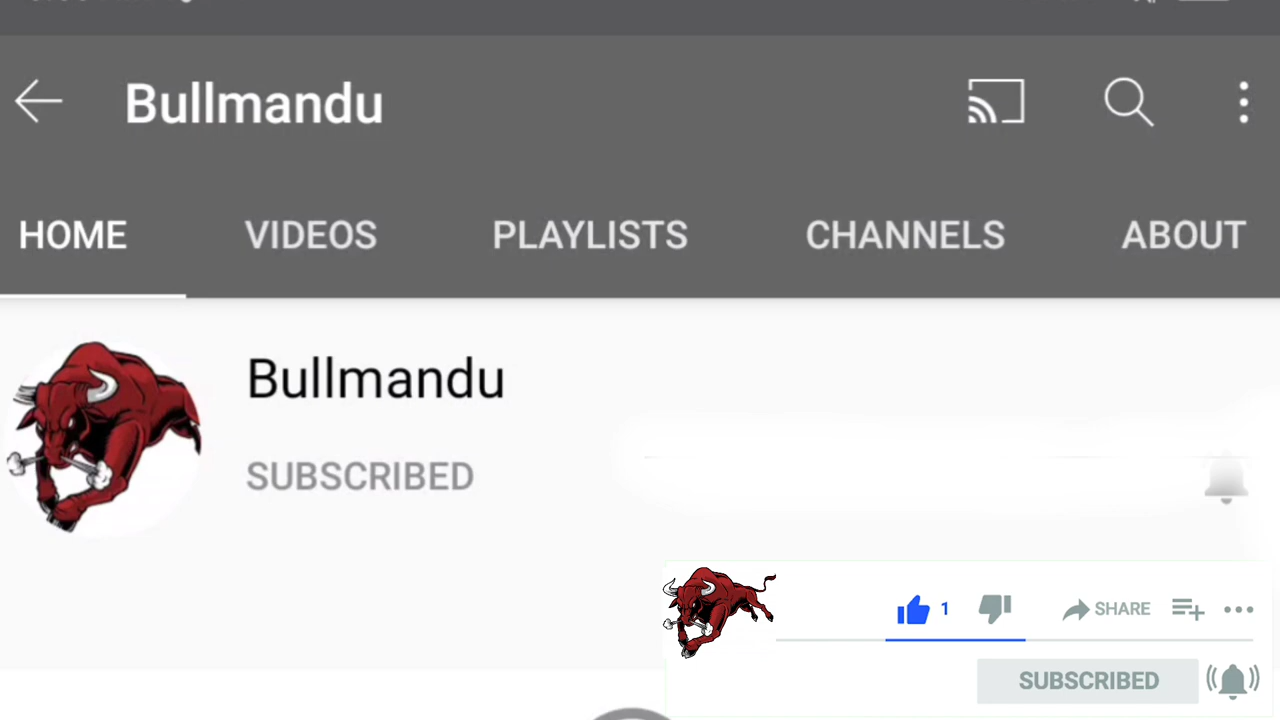 Bullmandu
HOME VIDEOS PLAYLISTS CHANNELS ABOUT
Bullmandu
SUBSCRIBED
1 SHARE
SUBSCRIBED